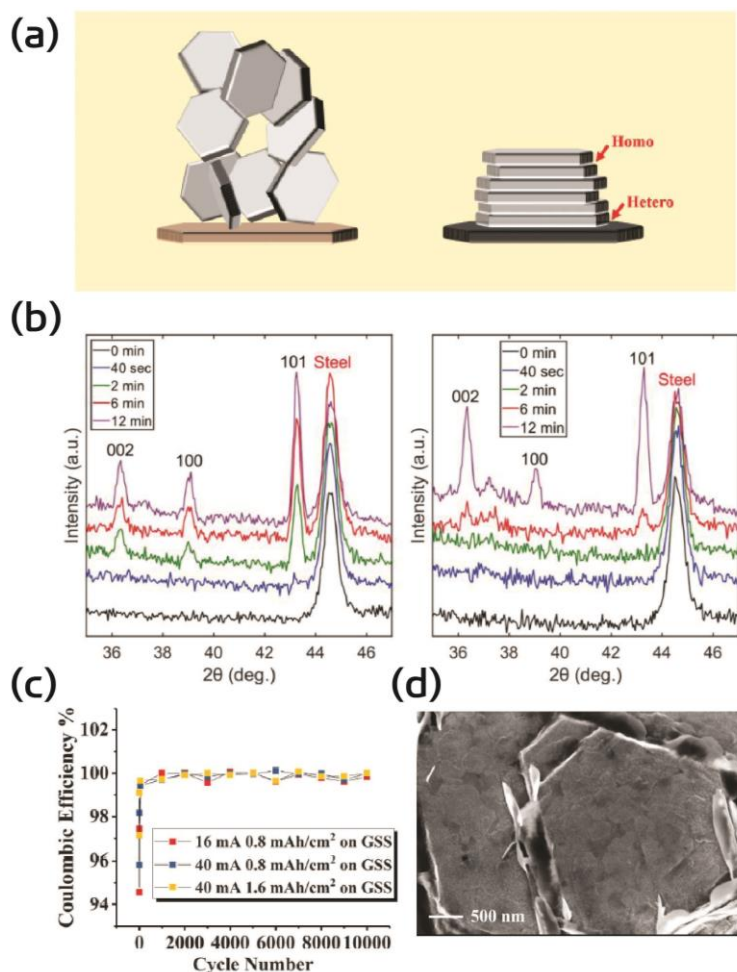 (a)
Homo
Hetero
(b)
0 min
40 sec
2 min
6 min
12 min
002
100
101
Steel
Intensity (a.u.)
36 38 40 42 44 46
2θ (deg.)
0 min
40 sec
2 min
6 min
12 min
002
100
101
Steel
Intensity (a.u.)
36 38 40 42 44 46
2θ (deg.)
(c)
Coulombic Efficiency %
102
100
98
96
94
16 mA 0.8 mAh/cm² on GSS
40 mA 0.8 mAh/cm² on GSS
40 mA 1.6 mAh/cm² on GSS
0 2000 4000 6000 8000 10000
Cycle Number
(d)
500 nm